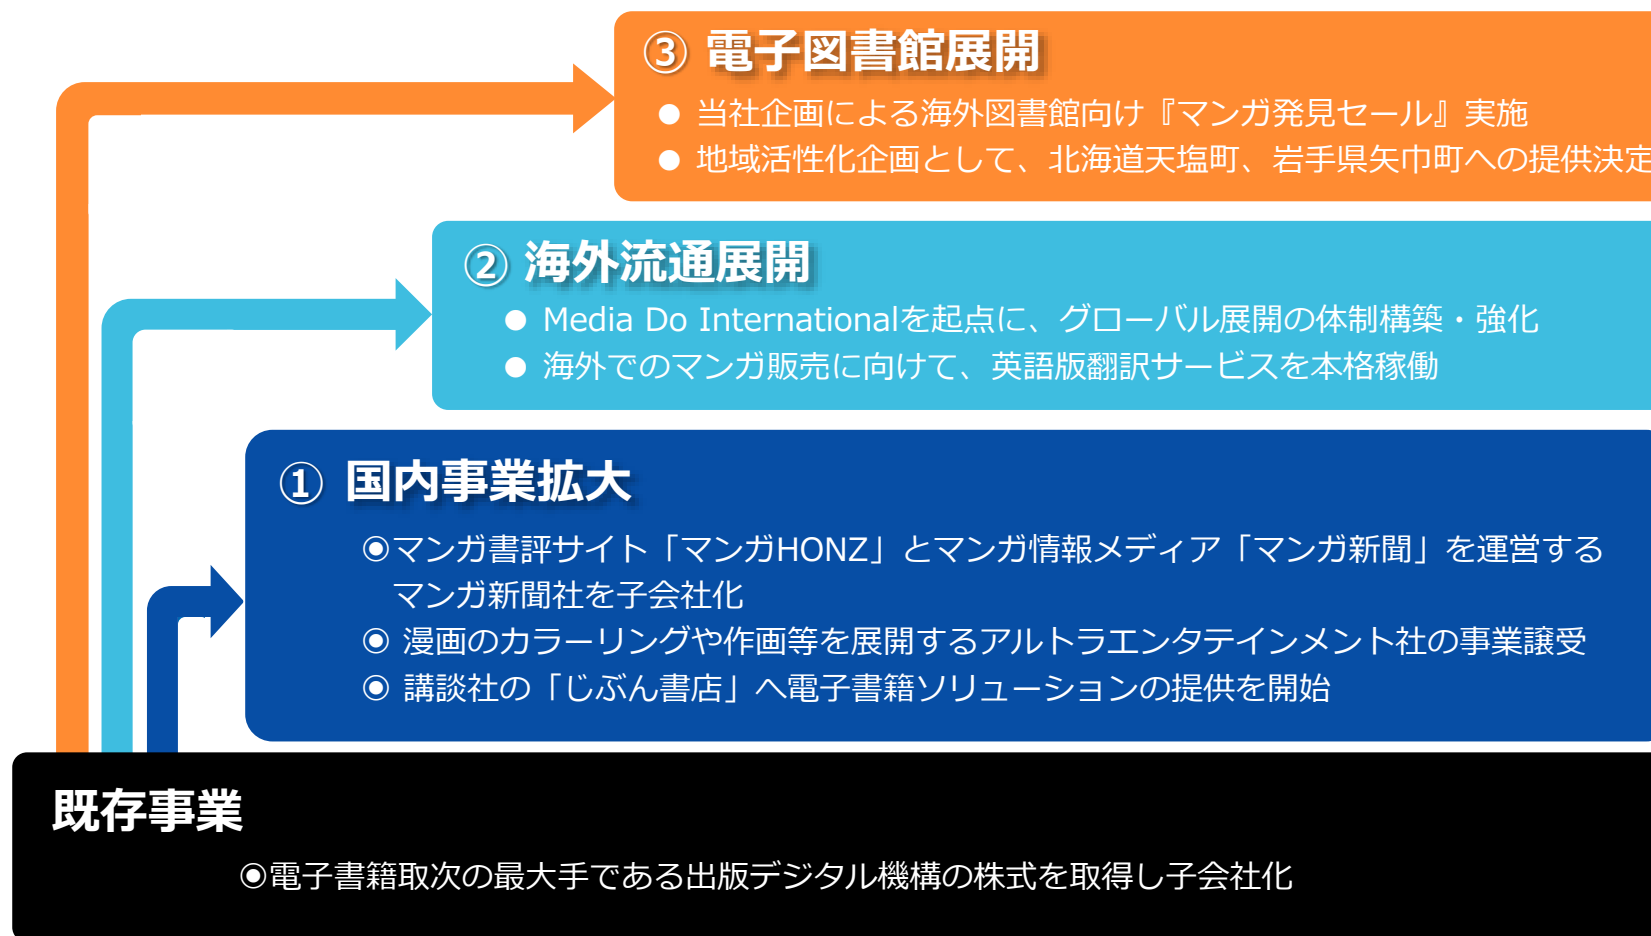 ③ 電子図書館展開
● 当社企画による海外図書館向け『マンガ発見セール』実施
● 地域活性化企画として、北海道天塩町、岩手県矢巾町への提供決定
② 海外流通展開
● Media Do Internationalを起点に、グローバル展開の体制構築・強化
● 海外でのマンガ販売に向けて、英語版翻訳サービスを本格稼働
① 国内事業拡大
◉マンガ書評サイト「マンガHONZ」とマンガ情報メディア「マンガ新聞」を運営する
マンガ新聞社を子会社化
◉ 漫画のカラーリングや作画等を展開するアルトラエンタテインメント社の事業譲受
◉ 講談社の「じぶん書店」へ電子書籍ソリューションの提供を開始
既存事業
◉電子書籍取次の最大手である出版デジタル機構の株式を取得し子会社化